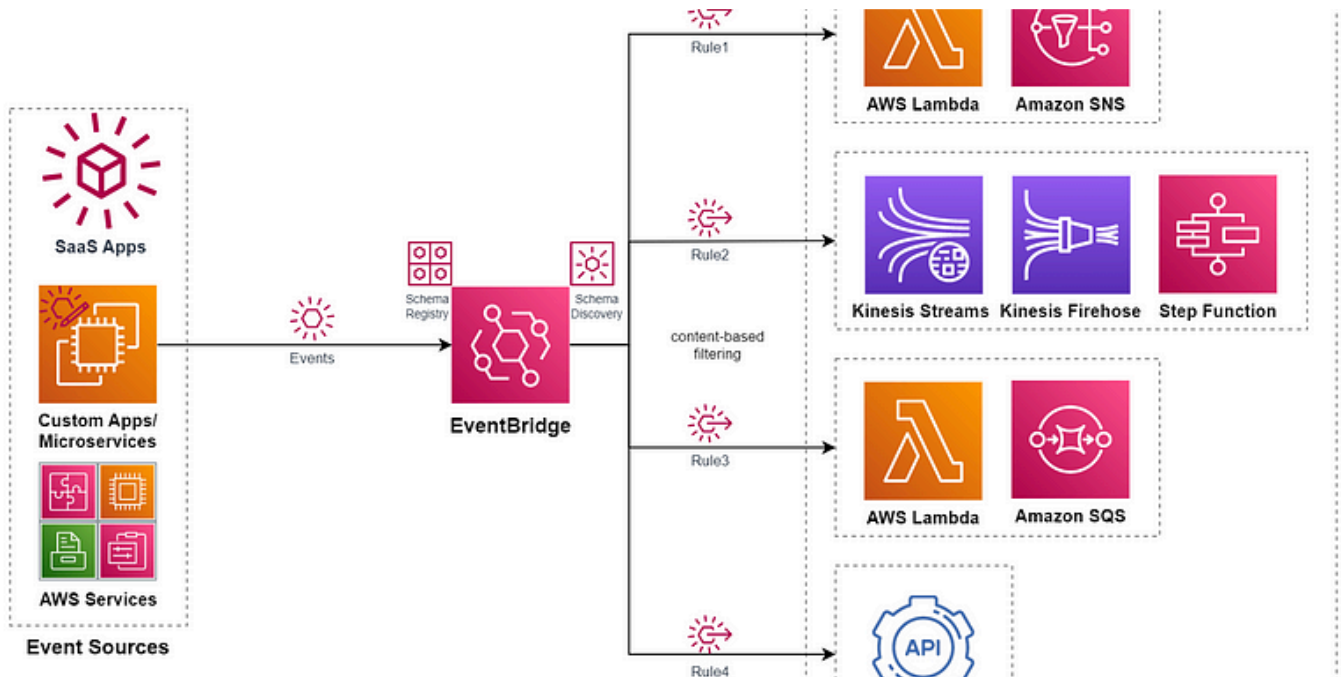 Rule1
AWS Lambda
Amazon SNS
SaaS Apps
Custom Apps/
Microservices
AWS Services
Event Sources
Events
Schema
Registry
Schema
Discovery
EventBridge
content-based
filtering
Rule2
Kinesis Streams
Kinesis Firehose
Step Function
Rule3
AWS Lambda
Amazon SQS
Rule4
API